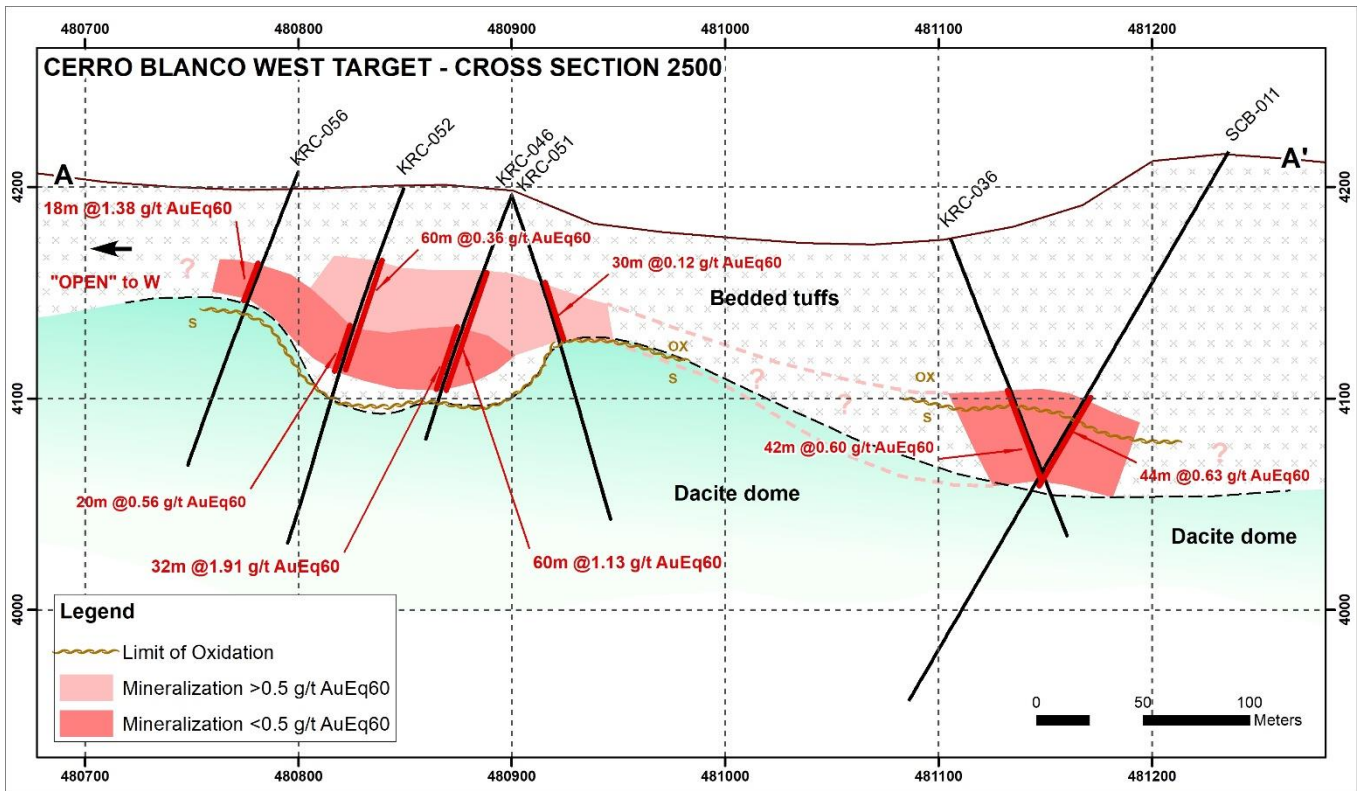 480700 480800 480900 481000 481100 481200
CERRO BLANCO WEST TARGET - CROSS SECTION 2500
KRC-056
KRC-052
KRC-046
KRC-051
KRC-036
SCB-011
A
A'
4200
4200
18m @1.38 g/t AuEq60
60m @0.36 g/t AuEq60
30m @0.12 g/t AuEq60
?
"OPEN" to W
Bedded tuffs
S
OX
S
?
?
OX
S
4100
4100
?
42m @0.60 g/t AuEq60
44m @0.63 g/t AuEq60
20m @0.56 g/t AuEq60
Dacite dome
Dacite dome
32m @1.91 g/t AuEq60
60m @1.13 g/t AuEq60
4000
4000
Legend
Limit of Oxidation
Mineralization >0.5 g/t AuEq60
Mineralization <0.5 g/t AuEq60
0 50 100
Meters
480700 480800 480900 481000 481100 481200